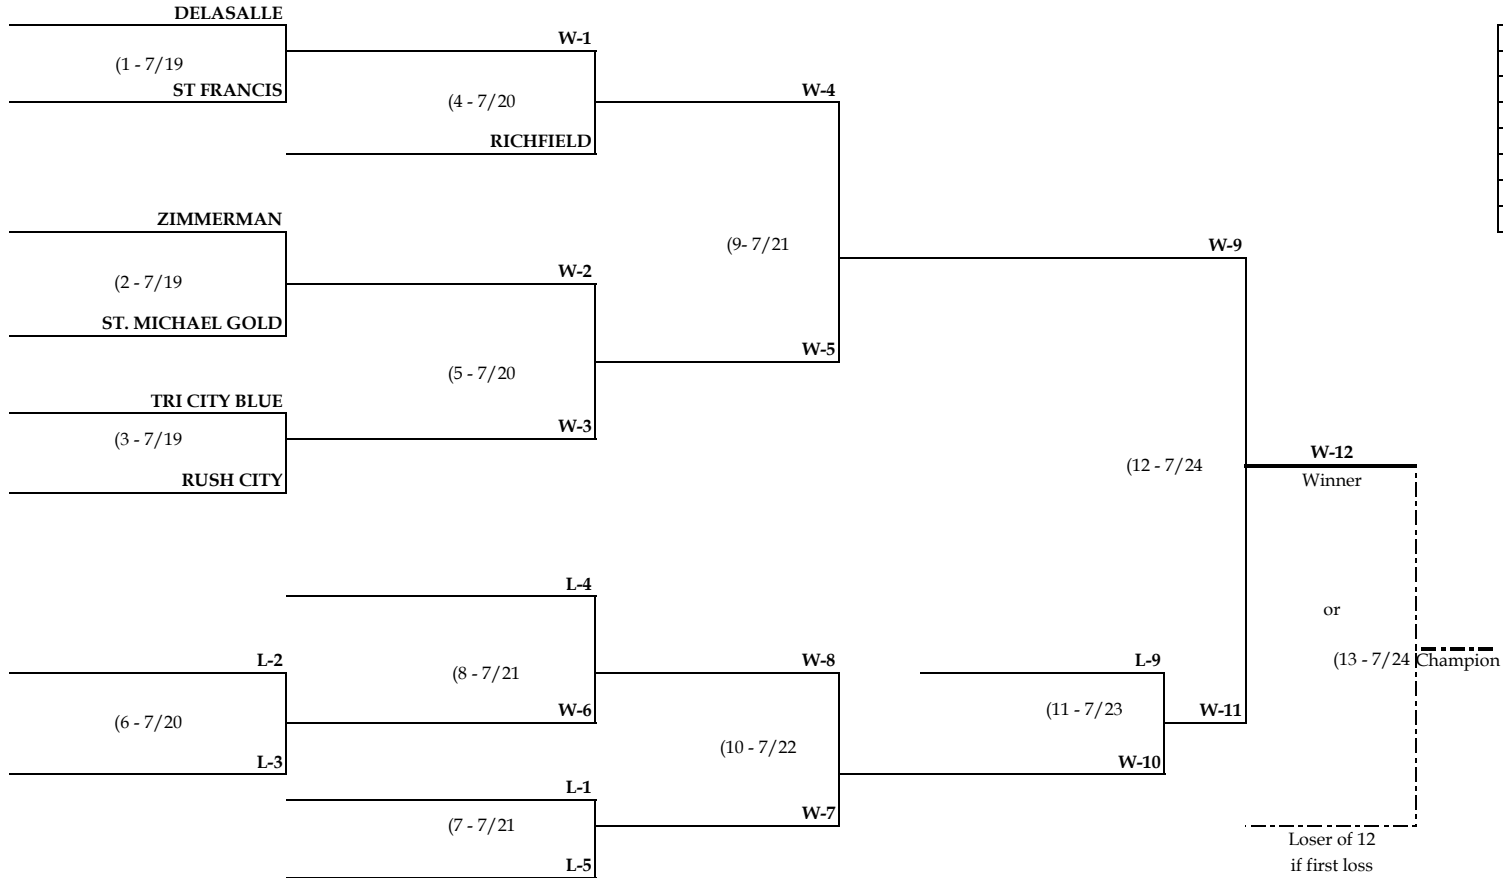 DELASALLE
W-1
(1 - 7/19
ST FRANCIS
W-4
(4 - 7/20
RICHFIELD
ZIMMERMAN
(9- 7/21
W-9
W-2
(2 - 7/19
ST. MICHAEL GOLD
W-5
(5 - 7/20
TRI CITY BLUE
W-3
(3 - 7/19
W-12
(12 - 7/24
RUSH CITY
Winner
L-4
or
L-2
W-8
L-9
(13 - 7/24
Champion
(8 - 7/21
W-6
(11 - 7/23
W-11
(6 - 7/20
(10 - 7/22
L-3
W-10
L-1
W-7
(7 - 7/21
Loser of 12
if first loss
L-5